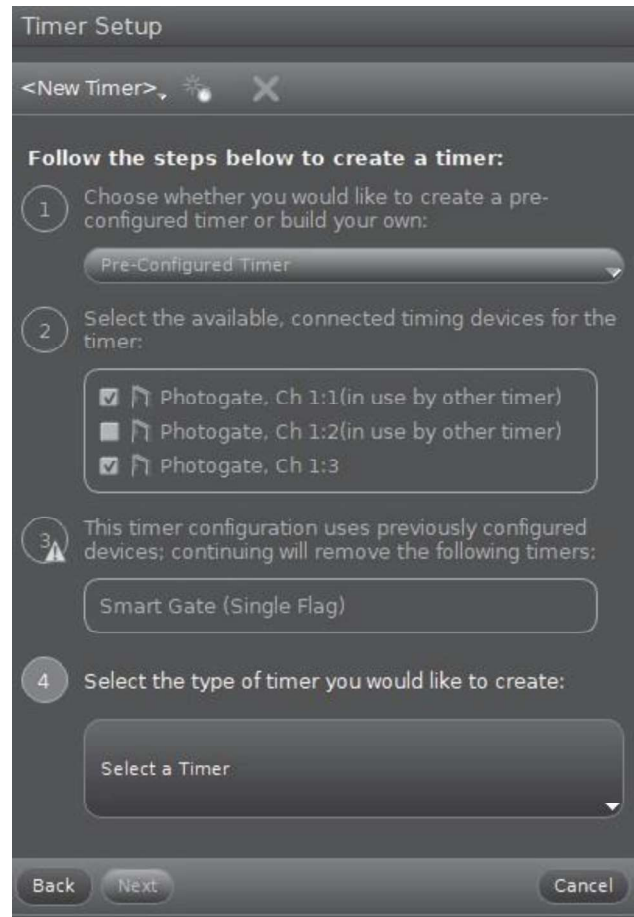 Timer Setup
<New Timer>
Follow the steps below to create a timer:
1
Choose whether you would like to create a pre-
configured timer or build your own:
Pre-Configured Timer
2
Select the available, connected timing devices for the
timer:
Photogate, Ch 1:1(in use by other timer)
Photogate, Ch 1:2(in use by other timer)
Photogate, Ch 1:3
3
This timer configuration uses previously configured
devices; continuing will remove the following timers:
Smart Gate (Single Flag)
4
Select the type of timer you would like to create:
Select a Timer
Back Next Cancel